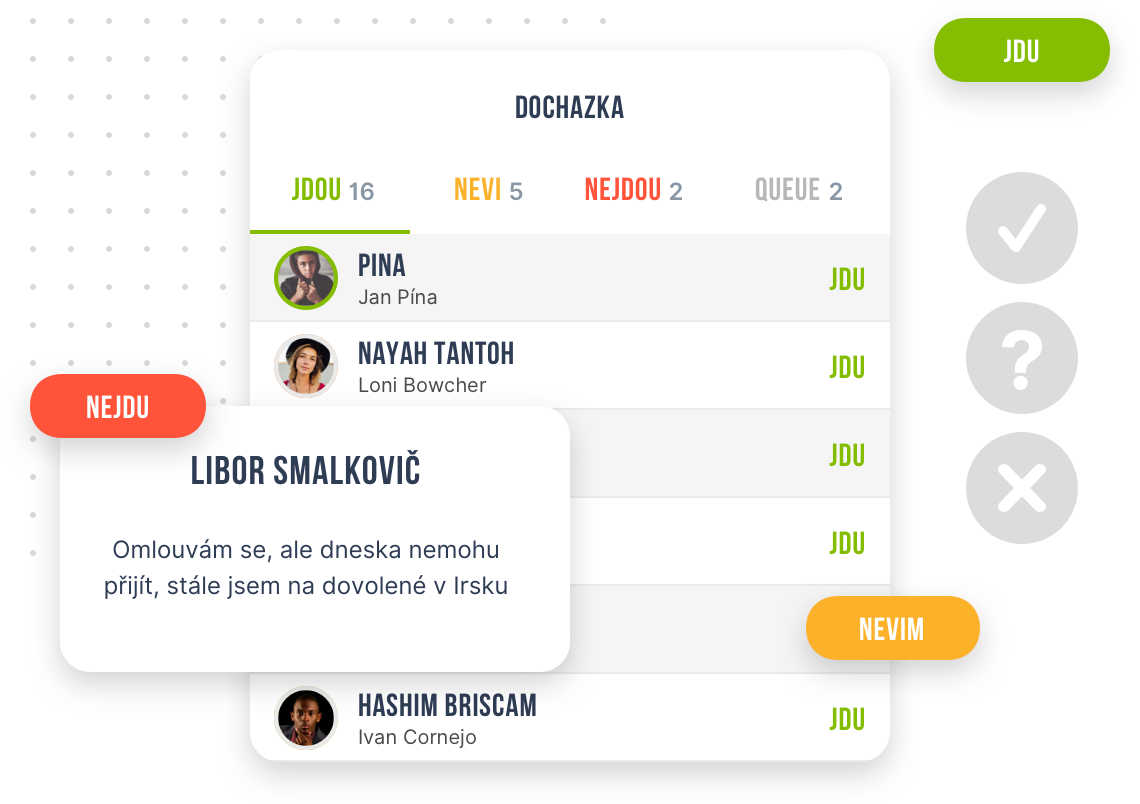 JDU
DOCHAZKA
JDOU 16
NEVI 5
NEJDOU 2
QUEUE 2
PINA
Jan Pína
JDU
NAYAH TANTOH
Loni Bowcher
JDU
NEJDU
LIBOR SMALKOVIČ
Omlouvám se, ale dneska nemohu
přijít, stále jsem na dovolené v Irsku
JDU
JDU
NEVIM
HASHIM BRISCAM
Ivan Cornejo
JDU